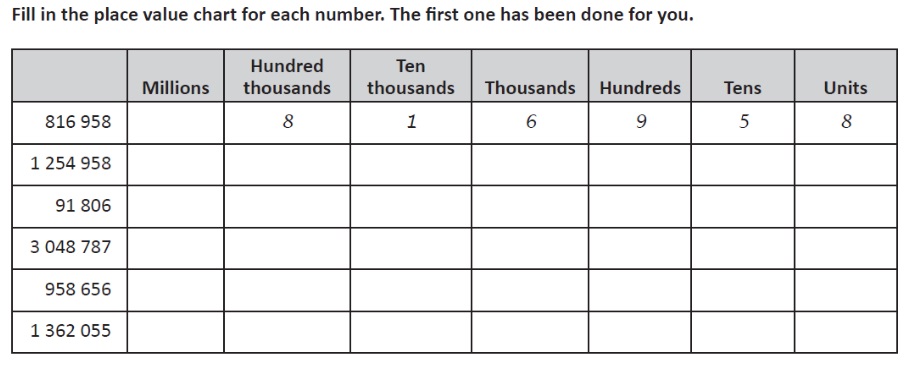 Fill in the place value chart for each number. The first one has been done for you.
Millions Hundred thousands Ten thousands Thousands Hundreds Tens Units
816 958 8 1 6 9 5 8
1 254 958
91 806
3 048 787
958 656
1 362 055